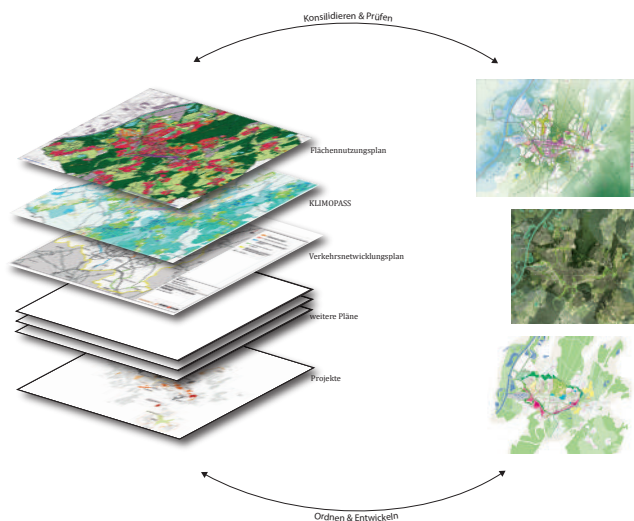 Konsilidieren & Prüfen
Flächennutzungsplan
KLIMOPASS
Verkehrsnetwicklungsplan
weitere Pläne
Projekte
Ordnen & Entwickeln